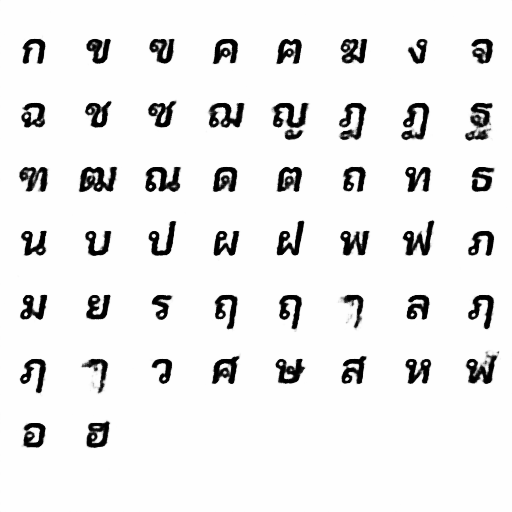 ก ข ฃ ค ฅ ฆ ง จ
ฉ ช ซ ฌ ญ ฎ ฏ ฐ
ฑ ฒ ณ ด ต ถ ท ธ
น บ ป ผ ฝ พ ฟ ภ
ม ย ร ฤ ฤ ล ฦ
ฦ ว ศ ษ ส ห ฬ
อ ฮ